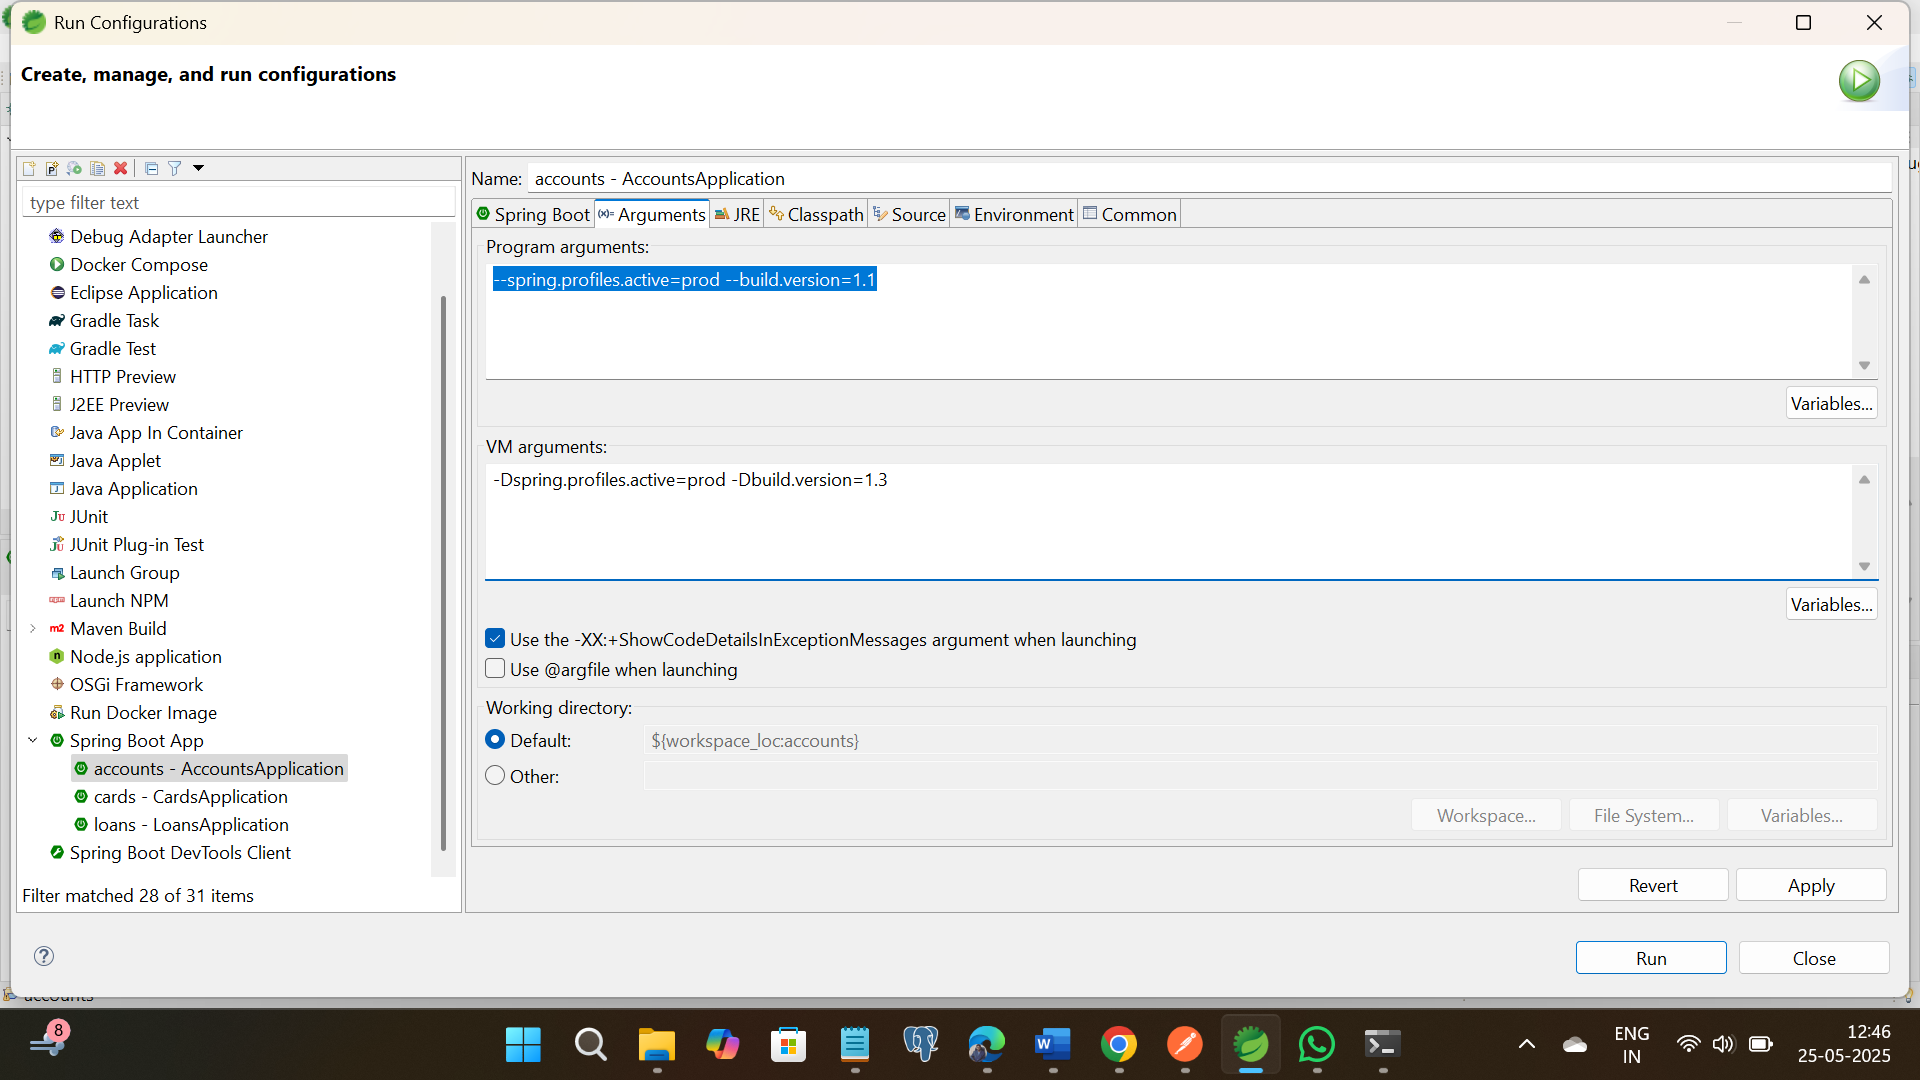 Run Configurations
Create, manage, and run configurations
type filter text
Debug Adapter Launcher
Docker Compose
Eclipse Application
Gradle Task
Gradle Test
HTTP Preview
J2EE Preview
Java App In Container
Java Applet
Java Application
JUnit
JUnit Plug-in Test
Launch Group
Launch NPM
Maven Build
Node.js application
OSGi Framework
Run Docker Image
Spring Boot App
accounts - AccountsApplication
cards - CardsApplication
loans - LoansApplication
Spring Boot DevTools Client
Filter matched 28 of 31 items
Name: accounts - AccountsApplication
Spring Boot (x)= Arguments JRE Classpath Source Environment Common
Program arguments:
--spring.profiles.active=prod --build.version=1.1
Variables...
VM arguments:
-Dspring.profiles.active=prod -Dbuild.version=1.3
Variables...
Use the -XX:+ShowCodeDetailsInExceptionMessages argument when launching
Use @argfile when launching
Working directory:
Default: ${workspace_loc:accounts}
Other:
Workspace... File System... Variables...
Revert Apply
Run Close
accounts
8
ENG
IN
12:46
25-05-2025